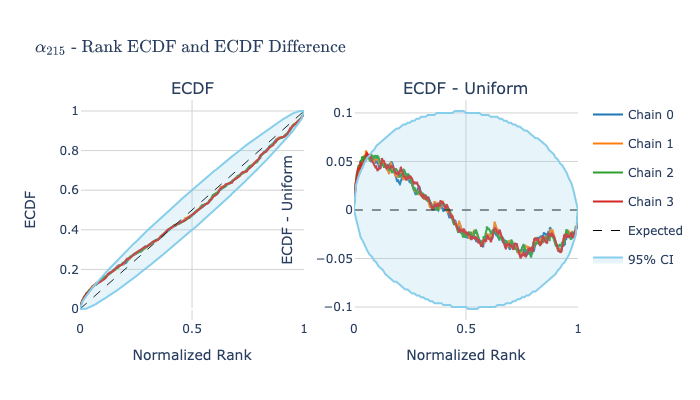 α₂₁₅ - Rank ECDF and ECDF Difference
ECDF
ECDF - Uniform
ECDF
1
0.8
0.6
0.4
0.2
0
0
0.5
1
Normalized Rank
ECDF - Uniform
0.1
0.05
0
−0.05
−0.1
0
0.5
1
Normalized Rank
Chain 0
Chain 1
Chain 2
Chain 3
Expected
95% CI